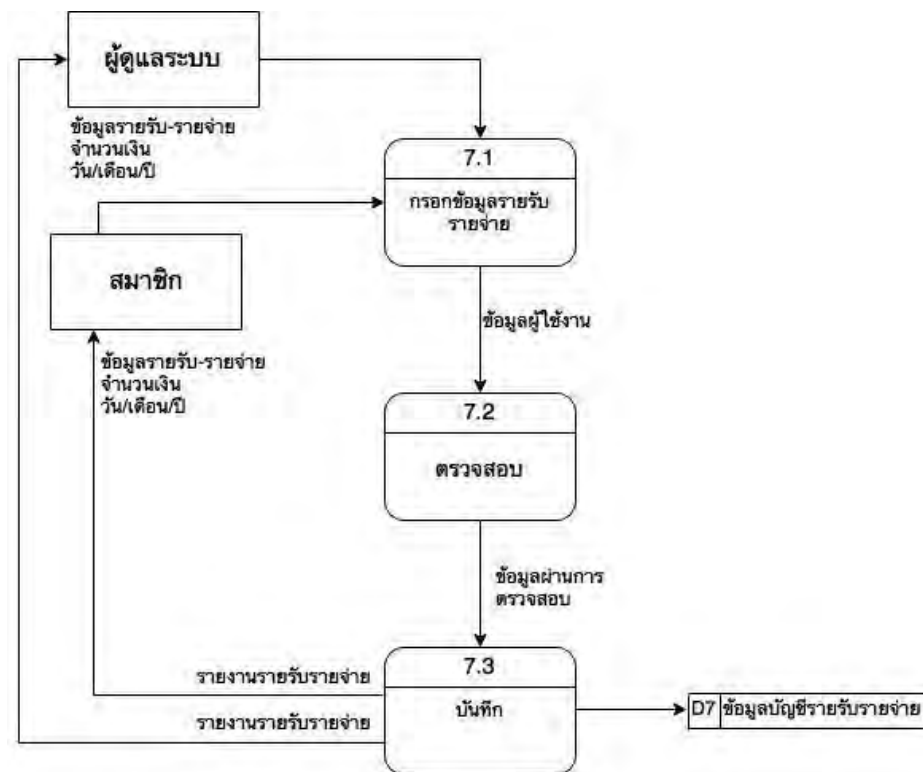 ผู้ดูแลระบบ
ข้อมูลรายรับ-รายจ่าย
จำนวนเงิน
วัน/เดือน/ปี
7.1
กรอกข้อมูลรายรับ
รายจ่าย
สมาชิก
ข้อมูลผู้ใช้งาน
ข้อมูลรายรับ-รายจ่าย
จำนวนเงิน
วัน/เดือน/ปี
7.2
ตรวจสอบ
ข้อมูลผ่านการ
ตรวจสอบ
7.3
บันทึก
รายงานรายรับรายจ่าย
รายงานรายรับรายจ่าย
D7 ข้อมูลบัญชีรายรับรายจ่าย